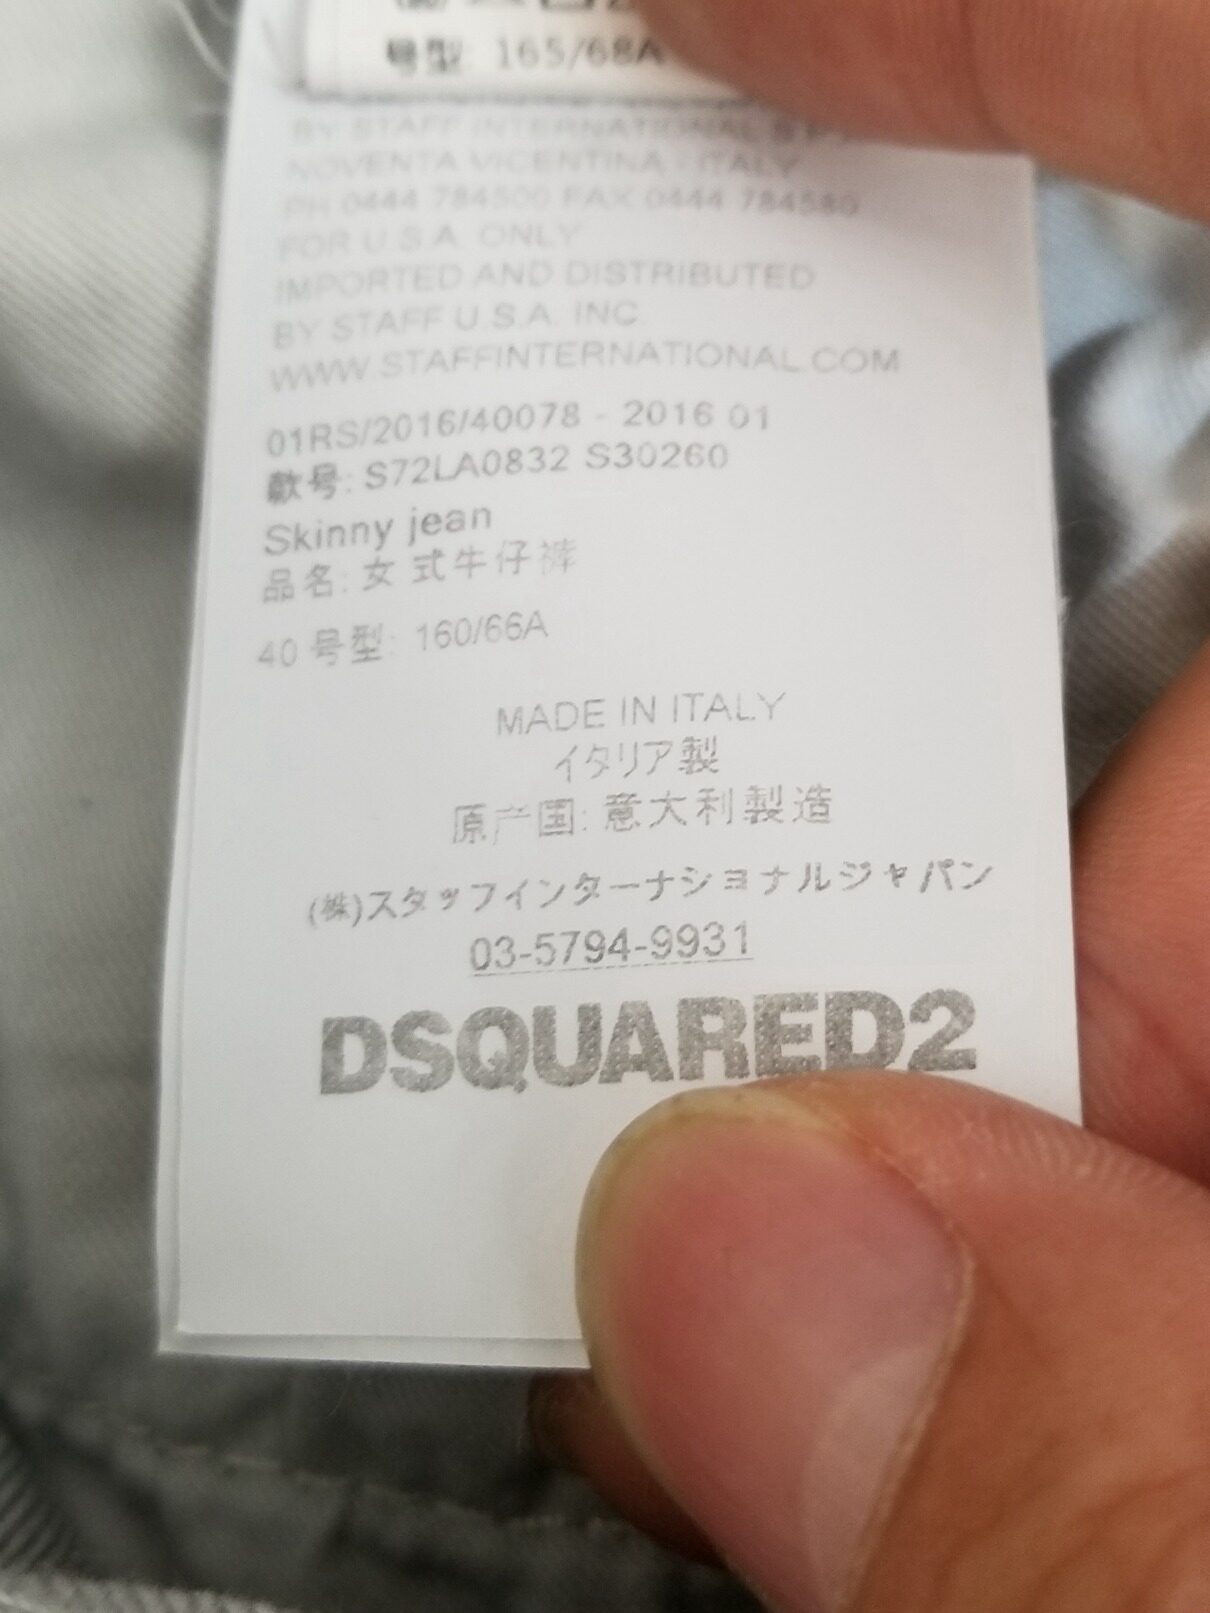 号型: 165/68A
BY STAFF INTERNATIONAL S.P.A.
NOVENTA VICENTINA - ITALY
PH 0444 784500 FAX 0444 784580
FOR U.S.A. ONLY
IMPORTED AND DISTRIBUTED
BY STAFF U.S.A. INC.
WWW.STAFFINTERNATIONAL.COM
01RS/2016/40078 - 2016 01
款号: S72LA0832 S30260
Skinny jean
品名: 女式牛仔裤
40 号型: 160/66A
MADE IN ITALY
イタリア製
原产国: 意大利製造
(株)スタッフインターナショナルジャパン
03-5794-9931
DSQUARED2